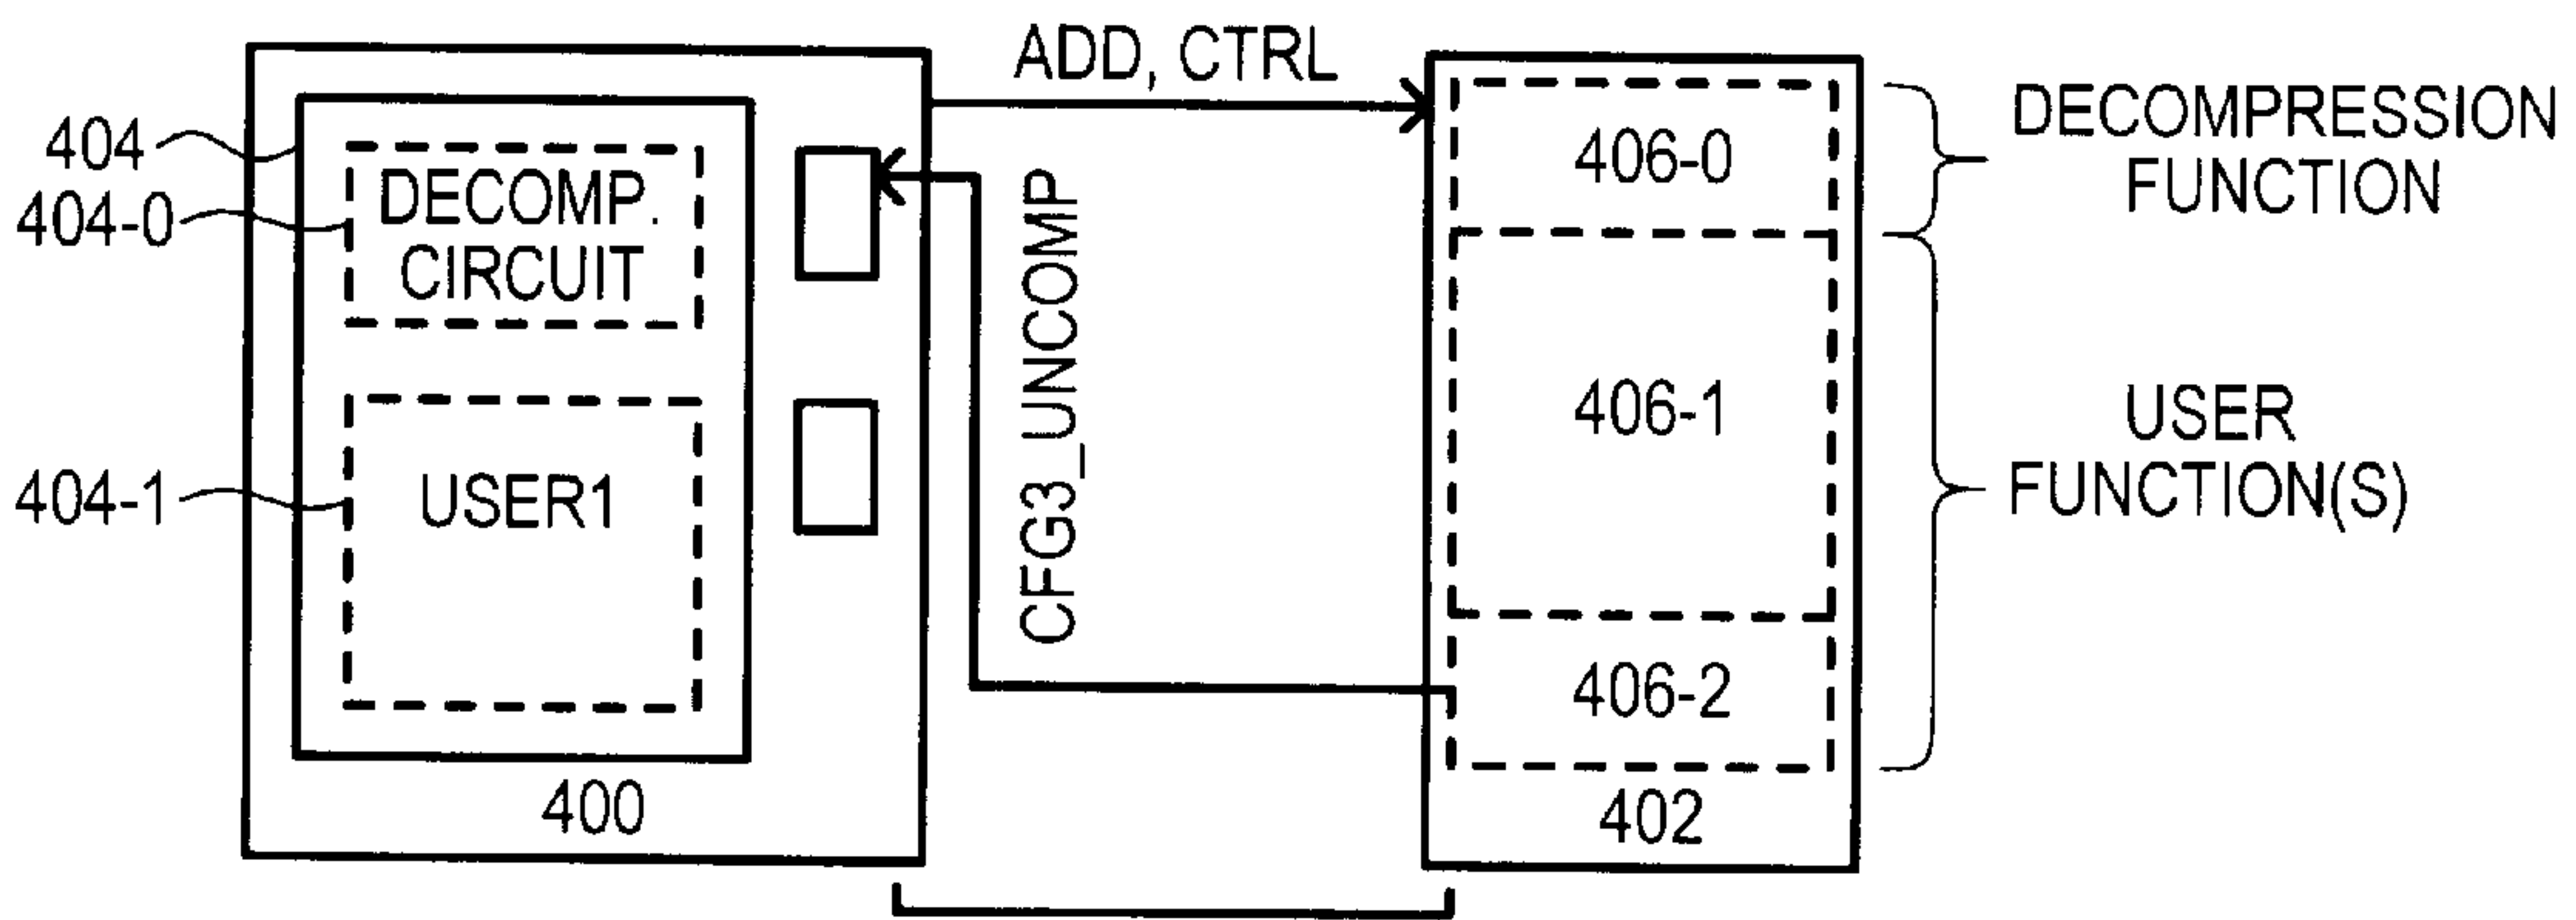 ADD, CTRL
404
404-0
DECOMP.
CIRCUIT
404-1
USER1
400
CFG3_UNCOMP
406-0
406-1
406-2
402
DECOMPRESSION
FUNCTION
USER
FUNCTION(S)